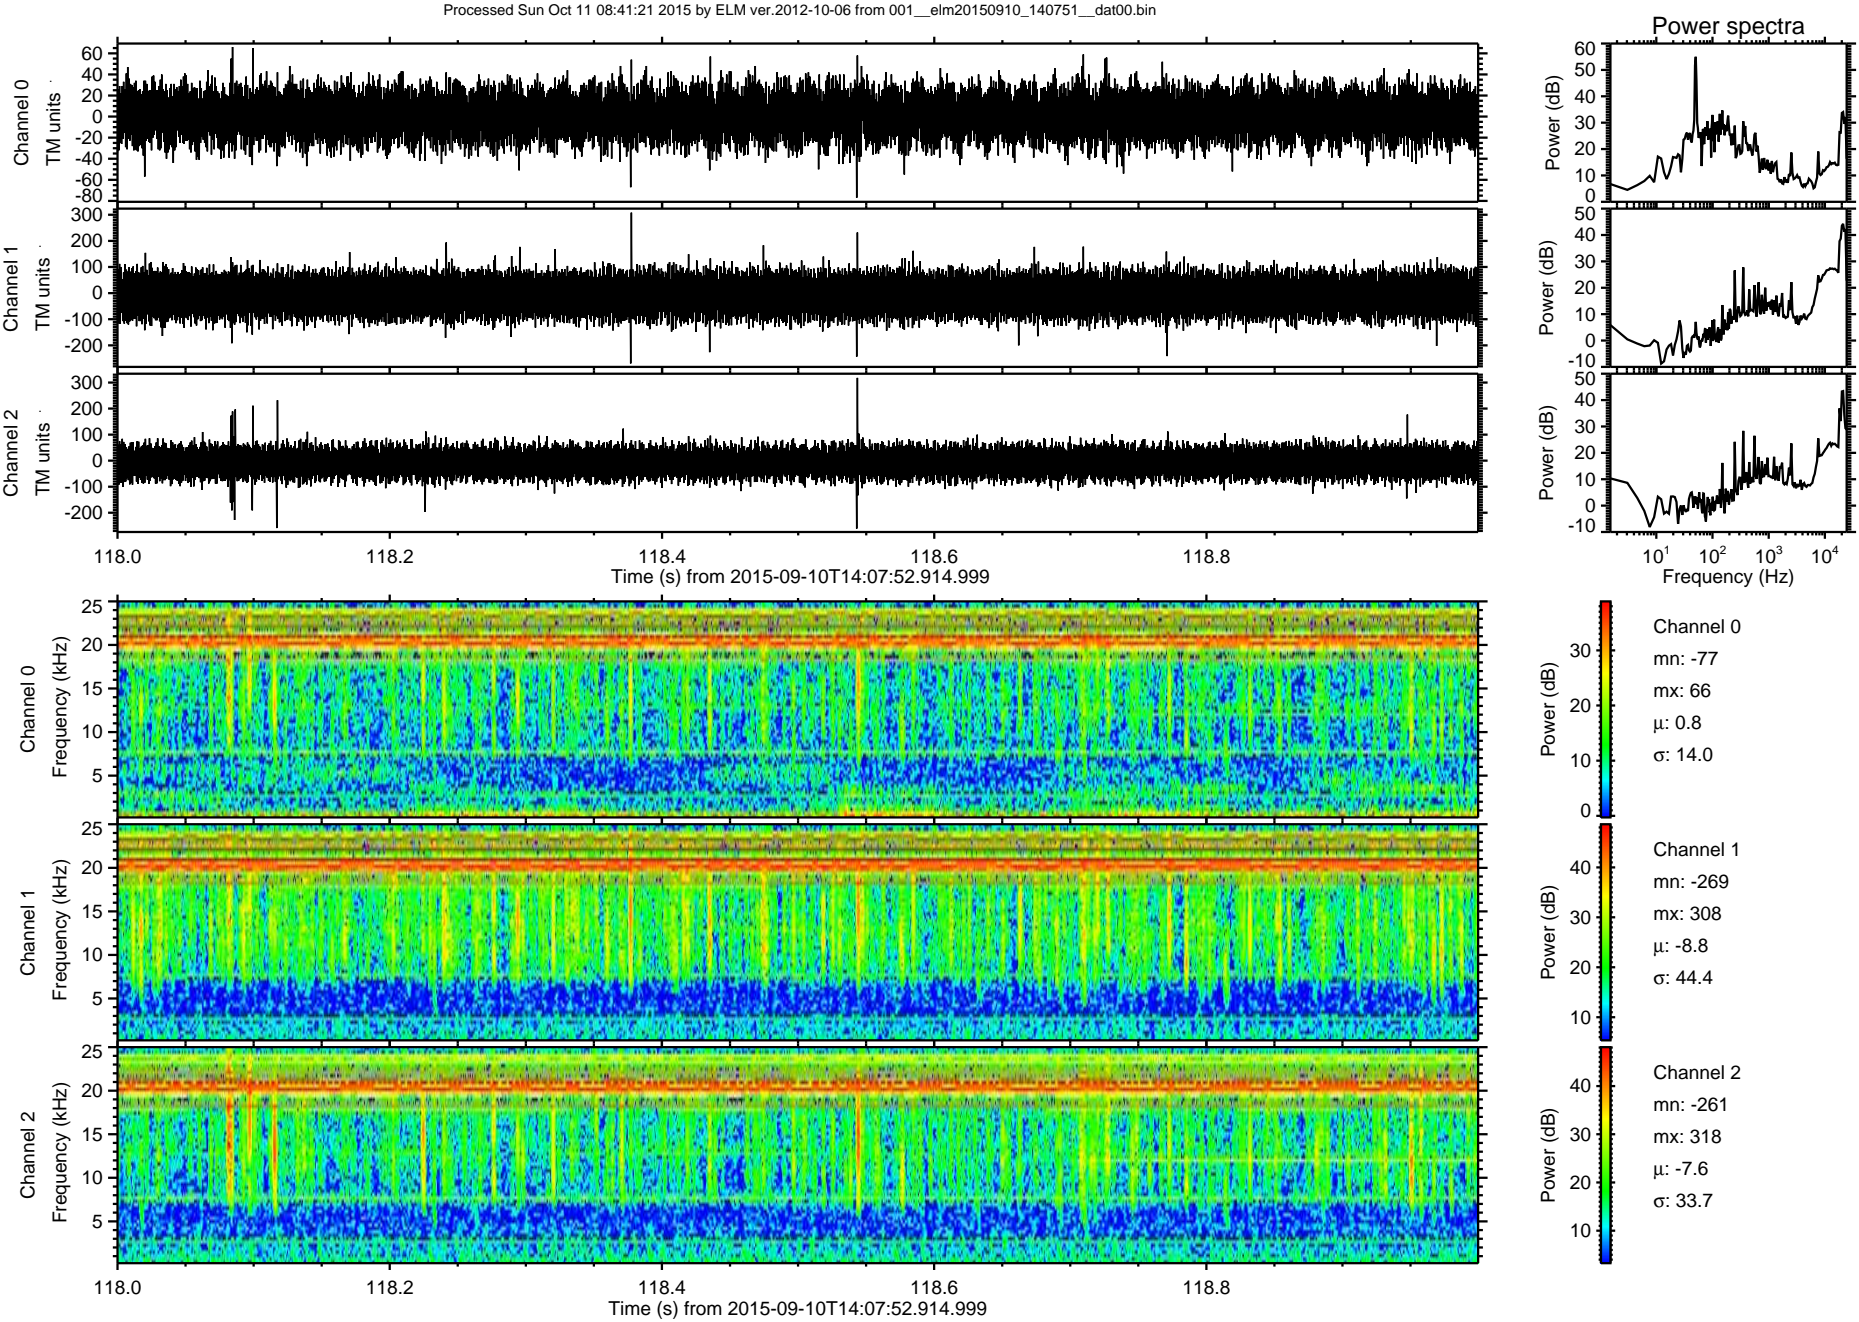 Processed Sun Oct 11 08:41:21 2015 by ELM ver.2012-10-06 from 001__elm20150910_140751__dat00.bin
Power spectra
Channel 0
TM units
60
40
20
0
-20
-40
-60
-80
Power (dB)
60
50
40
30
20
10
0
Channel 1
TM units
300
200
100
0
-100
-200
Power (dB)
50
40
30
20
10
0
-10
Channel 2
TM units
300
200
100
0
-100
-200
Power (dB)
50
40
30
20
10
0
-10
118.0 118.2 118.4 118.6 118.8
Time (s) from 2015-09-10T14:07:52.914.999
10¹ 10² 10³ 10⁴
Frequency (Hz)
Channel 0
Frequency (kHz)
25
20
15
10
5
Power (dB)
30
20
10
0
Channel 0
mn: -77
mx: 66
μ: 0.8
σ: 14.0
Channel 1
Frequency (kHz)
25
20
15
10
5
Power (dB)
40
30
20
10
Channel 1
mn: -269
mx: 308
μ: -8.8
σ: 44.4
Channel 2
Frequency (kHz)
25
20
15
10
5
Power (dB)
40
30
20
10
Channel 2
mn: -261
mx: 318
μ: -7.6
σ: 33.7
118.0 118.2 118.4 118.6 118.8
Time (s) from 2015-09-10T14:07:52.914.999